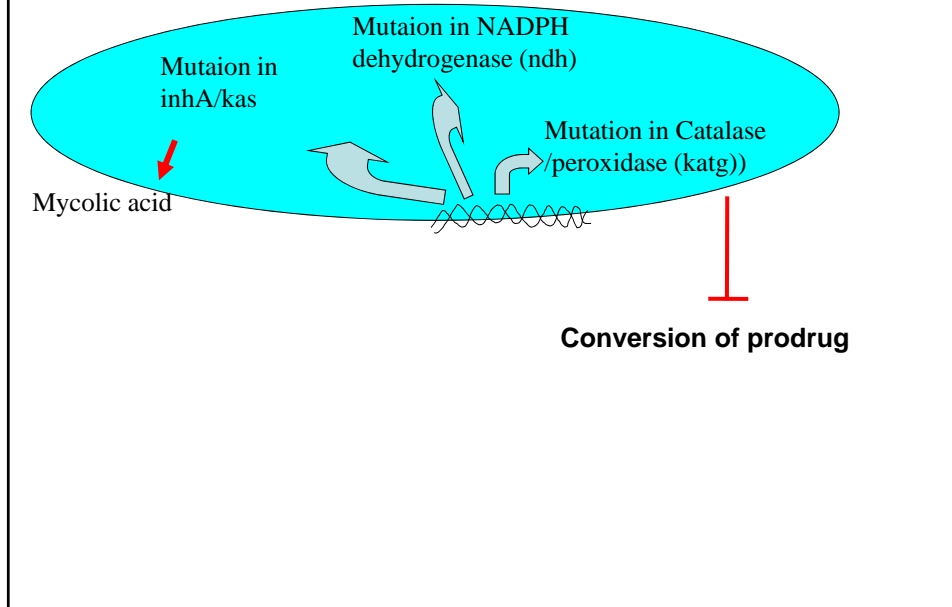 Mutaion in NADPH
dehydrogenase (ndh)
Mutaion in
inhA/kas
Mutation in Catalase
/peroxidase (katg))
Mycolic acid
Conversion of prodrug